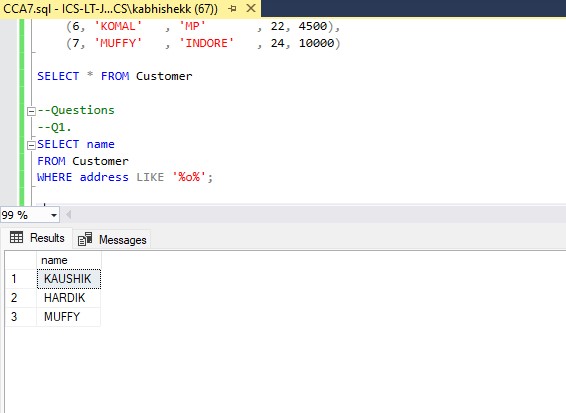 CCA7.sql - ICS-LT-J...CS\kabhishekk (67))
(6, 'KOMAL' , 'MP' , 22, 4500),
(7, 'MUFFY' , 'INDORE' , 24, 10000)
SELECT * FROM Customer
--Questions
--Q1.
SELECT name
FROM Customer
WHERE address LIKE '%o%';
99 %
Results Messages
name
1 KAUSHIK
2 HARDIK
3 MUFFY